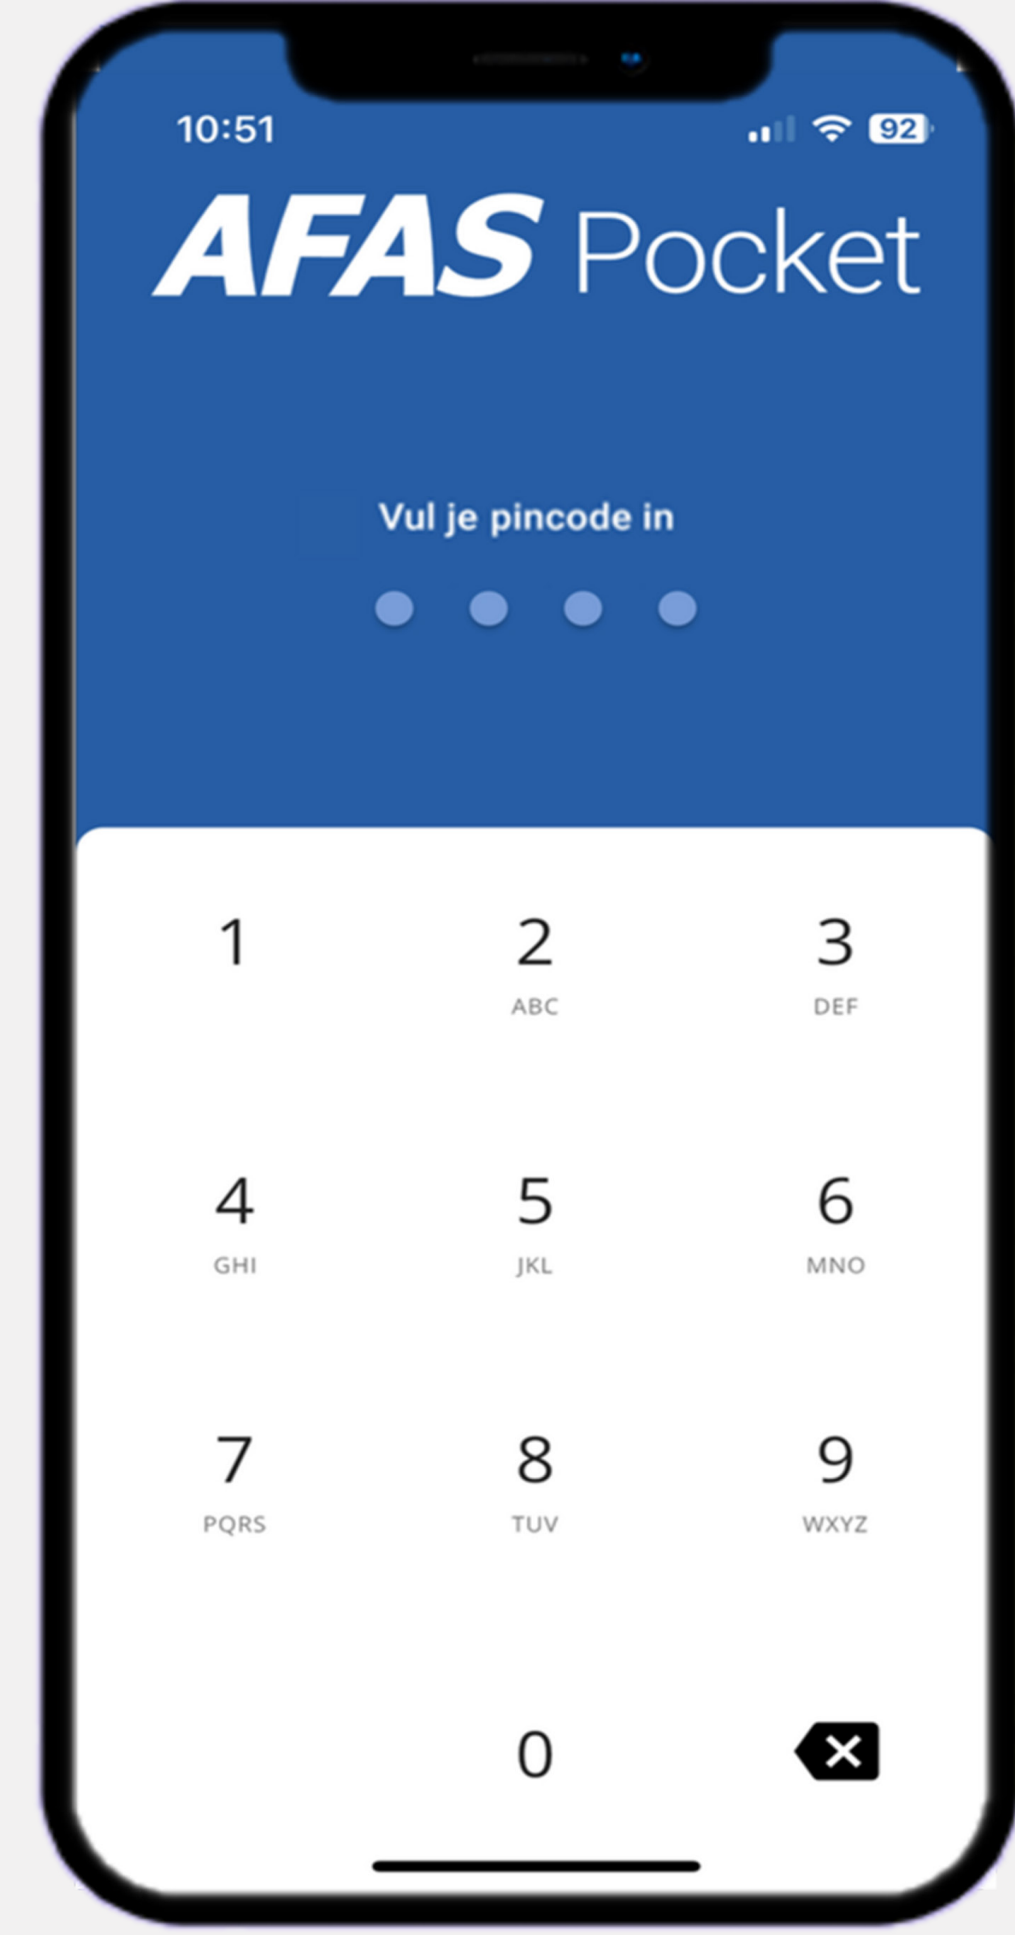 10:51 92
AFAS Pocket
Vul je pincode in
1 2 3
ABC DEF
4 5 6
GHI JKL MNO
7 8 9
PQRS TUV WXYZ
0